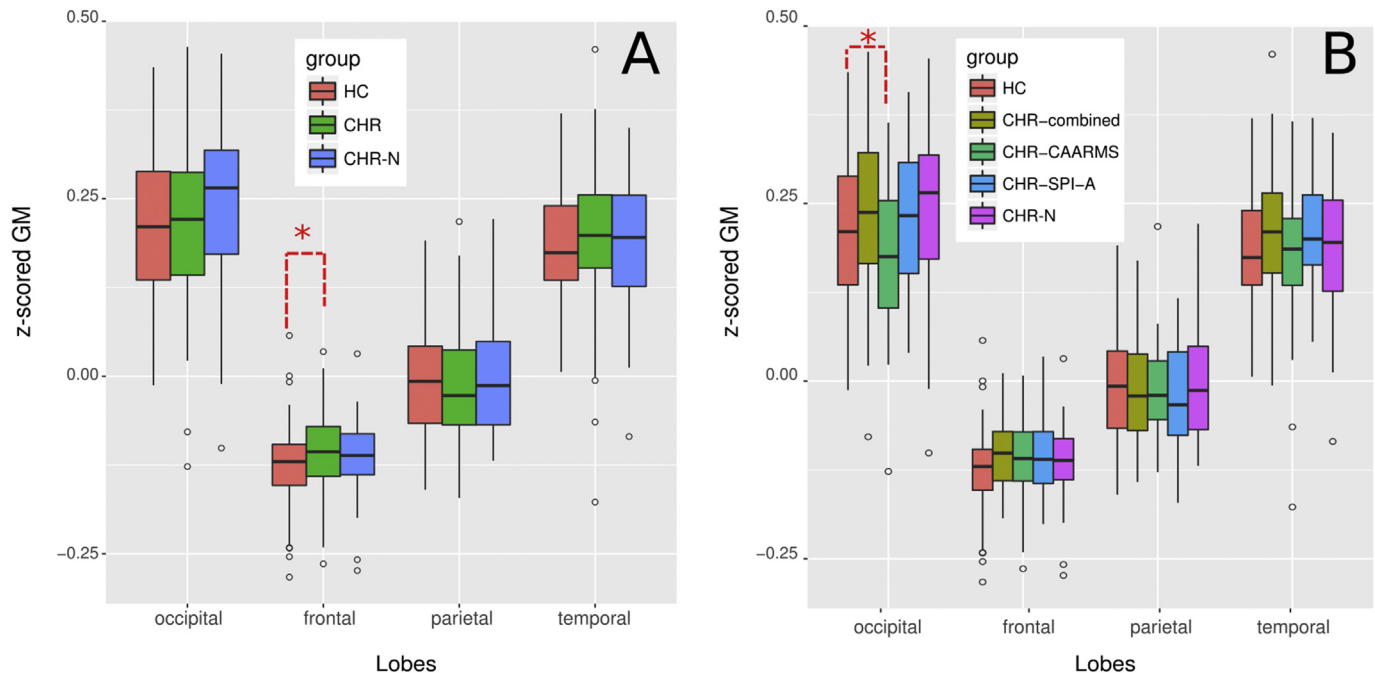 A
0.50
0.25
0.00
−0.25
z-scored GM
group
HC
CHR
CHR-N
*
occipital
frontal
parietal
temporal
Lobes
B
0.50
0.25
0.00
−0.25
z-scored GM
*
group
HC
CHR−combined
CHR−CAARMS
CHR−SPI−A
CHR−N
occipital
frontal
parietal
temporal
Lobes